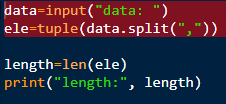 data=input("data: ")
ele=tuple(data.split(","))
length=len(ele)
print("length:", length)